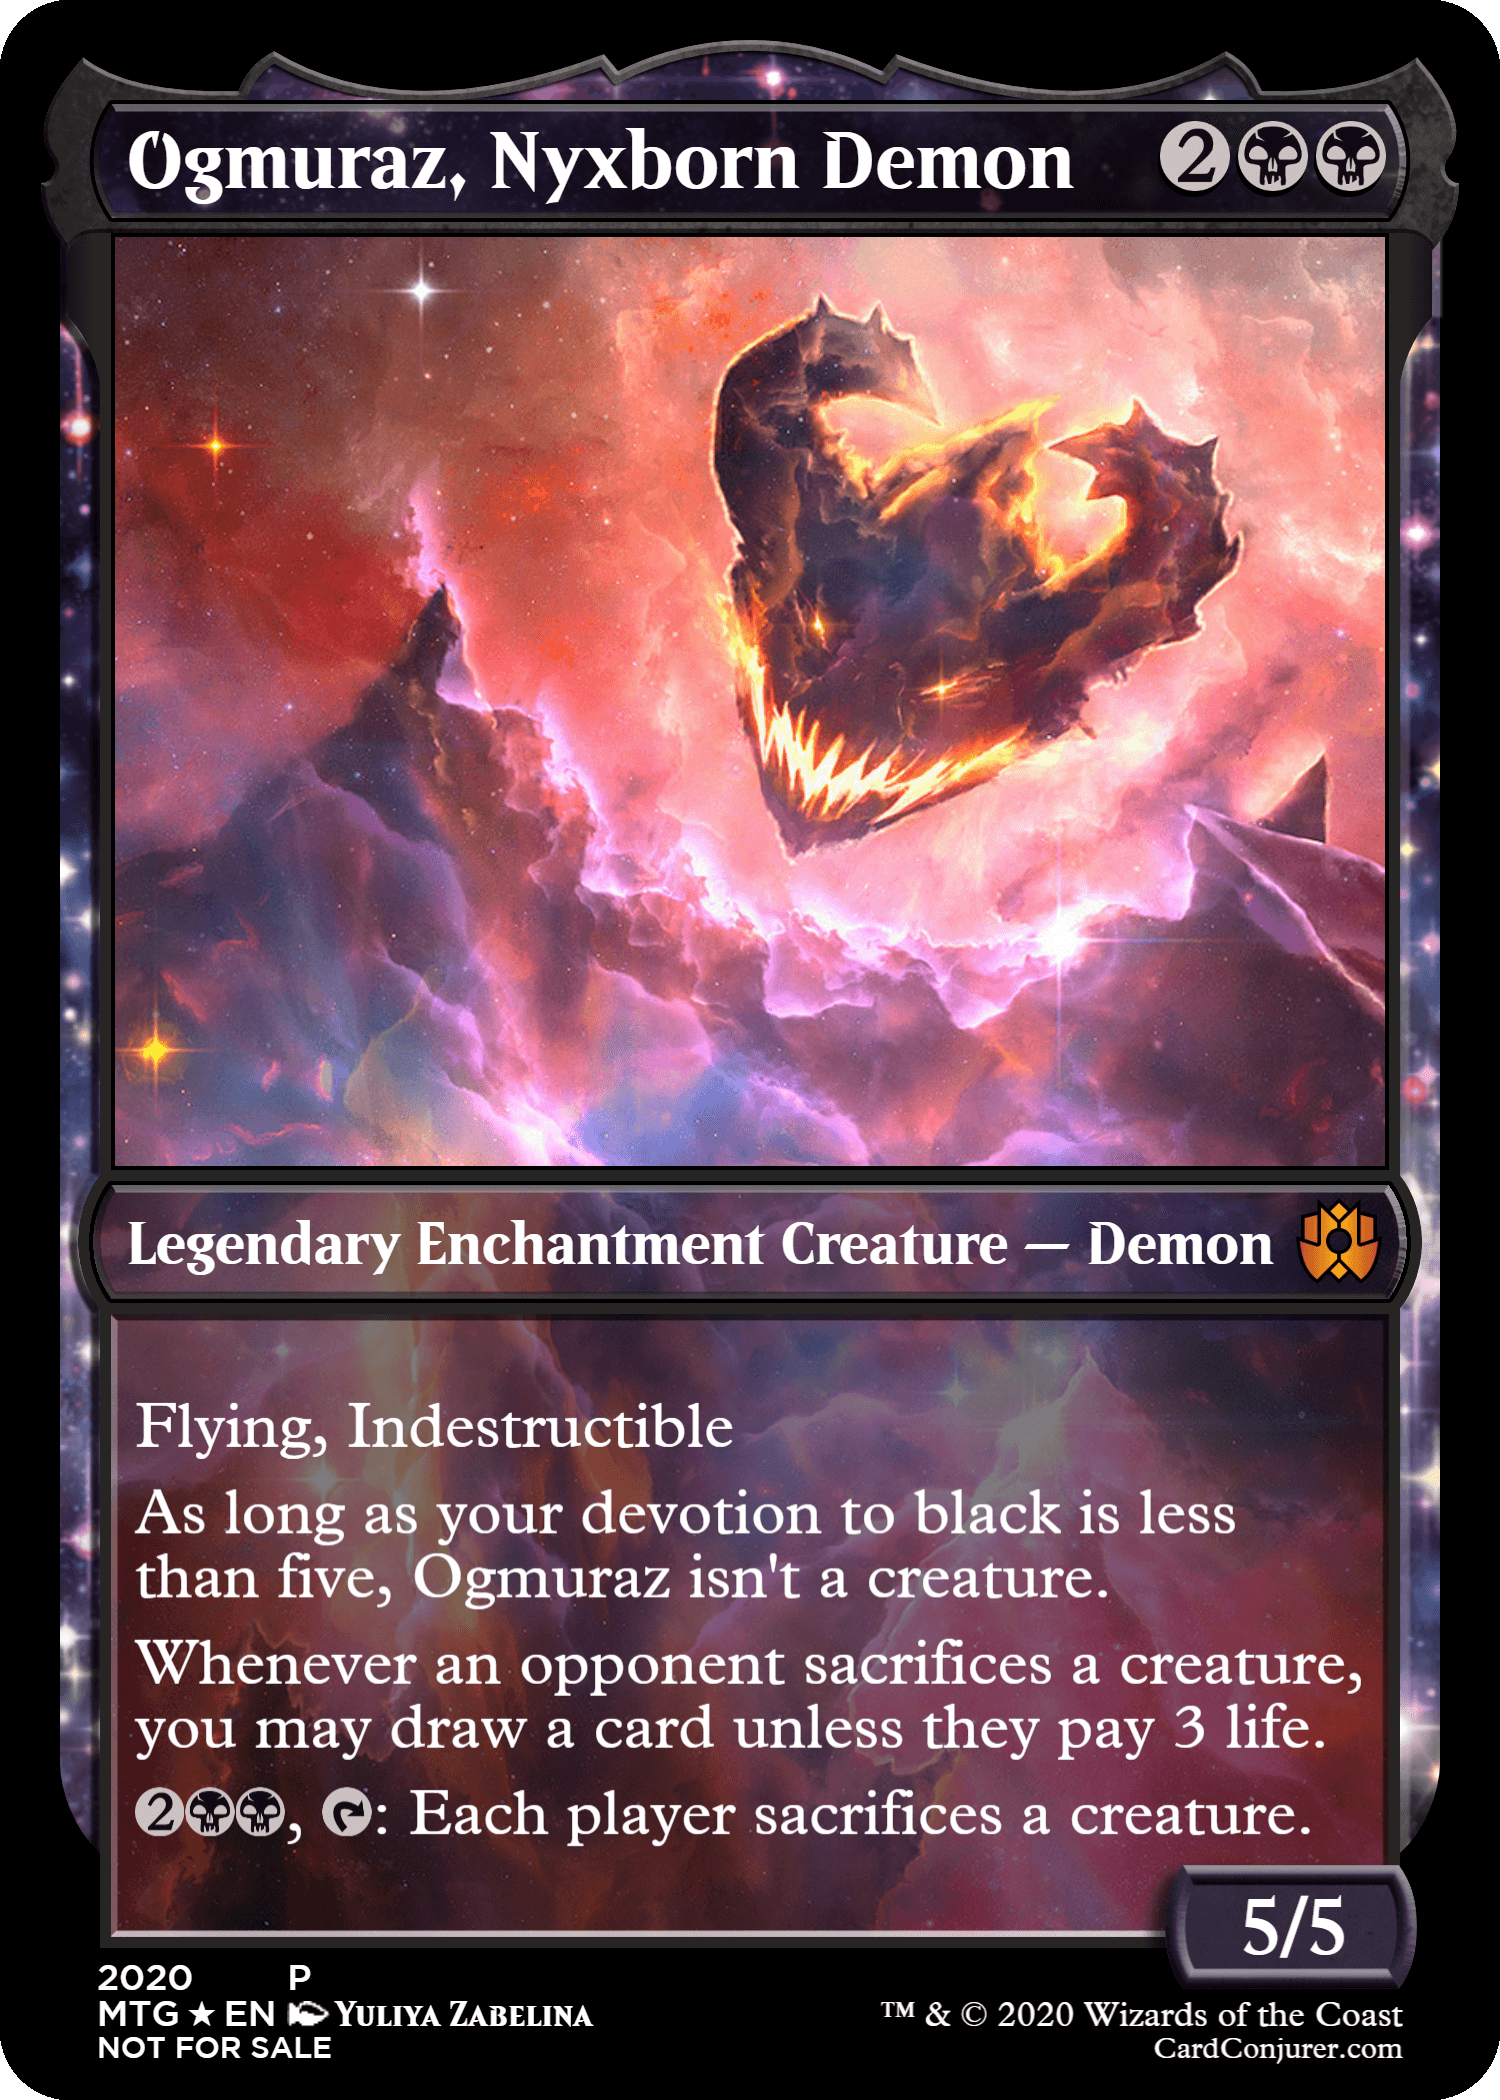 Ogmuraz, Nyxborn Demon 2
Legendary Enchantment Creature — Demon
Flying, Indestructible
As long as your devotion to black is less
than five, Ogmuraz isn't a creature.
Whenever an opponent sacrifices a creature,
you may draw a card unless they pay 3 life.
2, : Each player sacrifices a creature.
5/5
2020 P
MTG ★ EN Yuliya Zabelina
NOT FOR SALE
™ & © 2020 Wizards of the Coast
CardConjurer.com